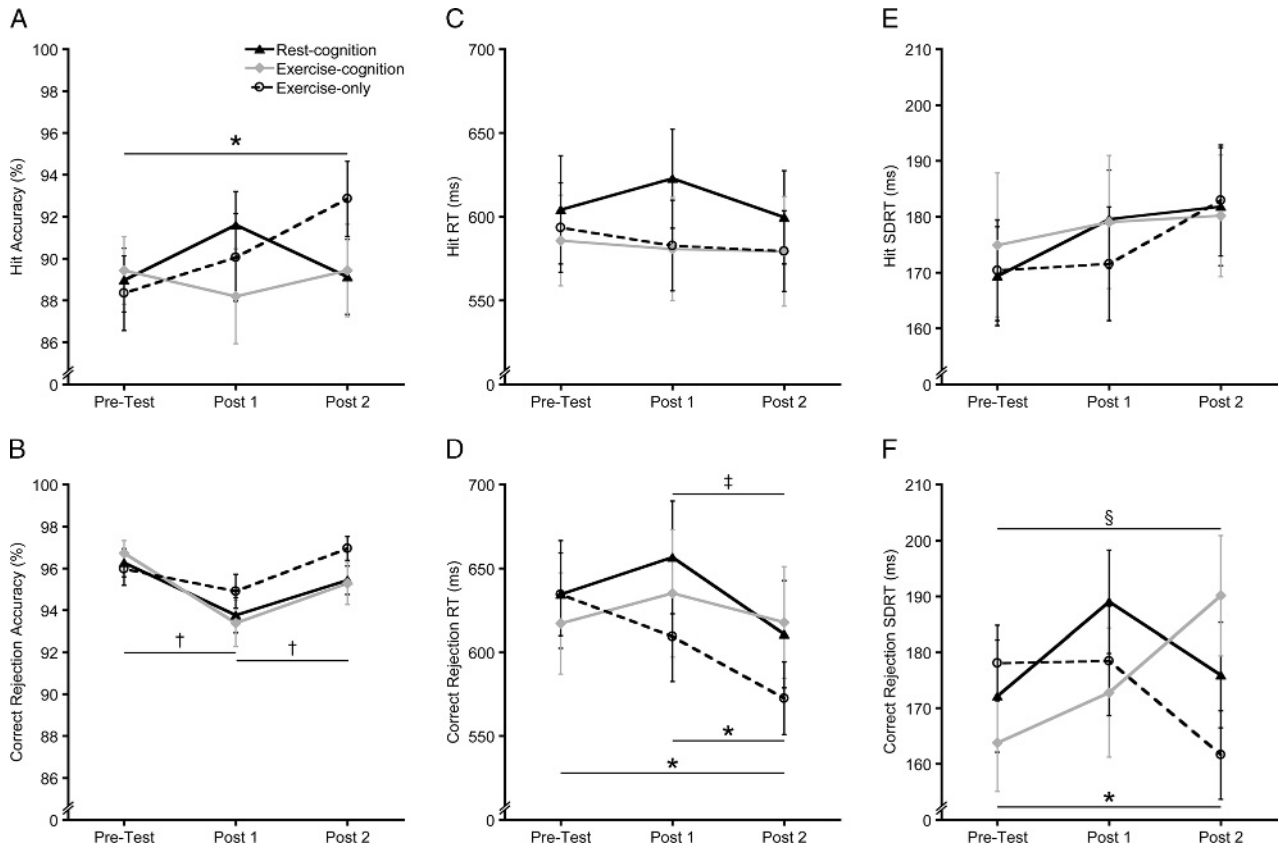 A
100
98
96
94
92
90
88
86
0
Hit Accuracy (%)
Rest-cognition
Exercise-cognition
Exercise-only
*
Pre-Test Post 1 Post 2
C
700
650
600
550
0
Hit RT (ms)
Pre-Test Post 1 Post 2
E
210
200
190
180
170
160
0
Hit SDRT (ms)
Pre-Test Post 1 Post 2
B
100
98
96
94
92
90
88
86
0
Correct Rejection Accuracy (%)
† †
Pre-Test Post 1 Post 2
D
700
650
600
550
0
Correct Rejection RT (ms)
‡
*
*
Pre-Test Post 1 Post 2
F
210
200
190
180
170
160
0
Correct Rejection SDRT (ms)
§
*
Pre-Test Post 1 Post 2